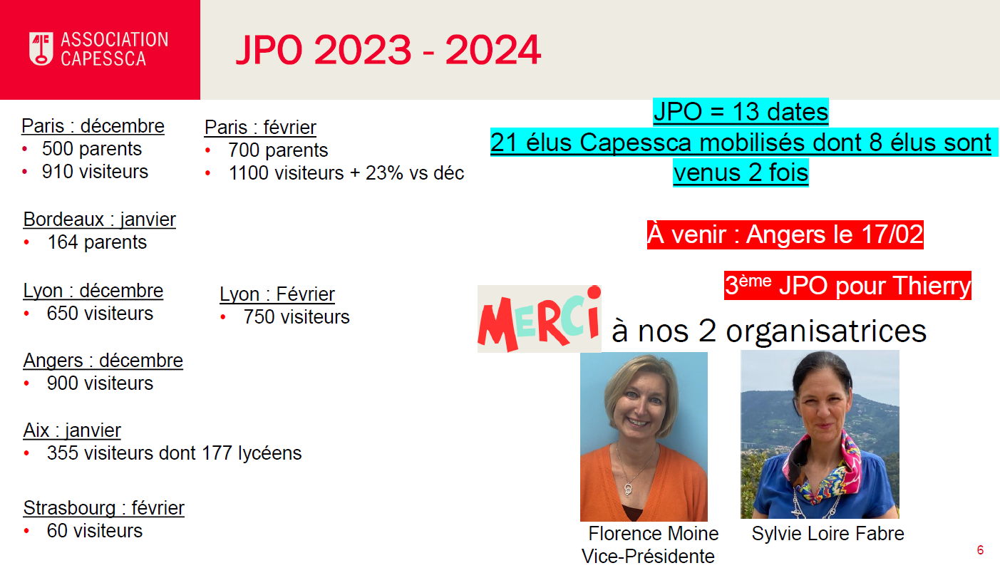 ASSOCIATION
CAPESSCA
JPO 2023 - 2024
Paris : décembre
• 500 parents
• 910 visiteurs
Paris : février
• 700 parents
• 1100 visiteurs + 23% vs déc
Bordeaux : janvier
• 164 parents
Lyon : décembre
• 650 visiteurs
Lyon : Février
• 750 visiteurs
Angers : décembre
• 900 visiteurs
Aix : janvier
• 355 visiteurs dont 177 lycéens
Strasbourg : février
• 60 visiteurs
JPO = 13 dates
21 élus Capessca mobilisés dont 8 élus sont
venus 2 fois
À venir : Angers le 17/02
3ème JPO pour Thierry
MERCi à nos 2 organisatrices
Florence Moine
Vice-Présidente
Sylvie Loire Fabre
6